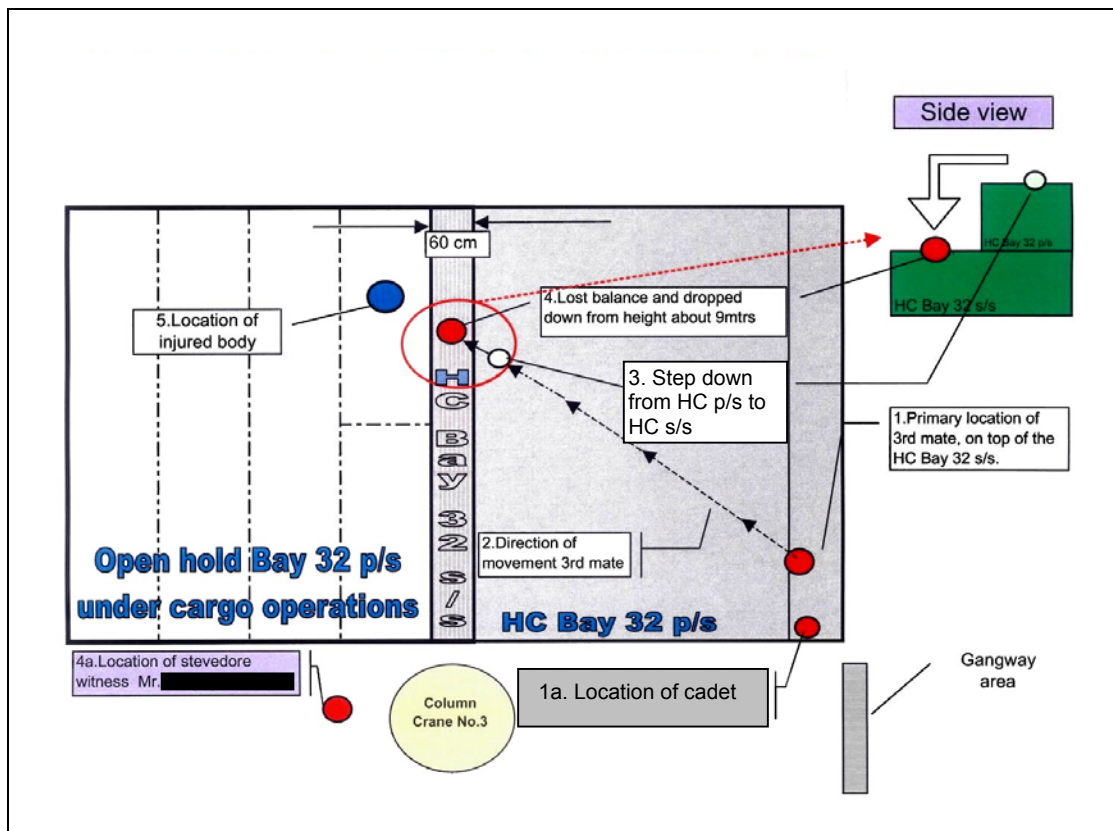 Side view
HC Bay 32 p/s
HC Bay 32 s/s
60 cm
5.Location of
injured body
4.Lost balance and dropped
down from height about 9mtrs
3. Step down
from HC p/s to
HC s/s
1.Primary location of
3rd mate, on top of the
HC Bay 32 s/s.
HC Bay 32 s/s
2.Direction of
movement 3rd mate
Open hold Bay 32 p/s
under cargo operations
HC Bay 32 p/s
4a.Location of stevedore
witness Mr.
Column
Crane No.3
1a. Location of cadet
Gangway
area